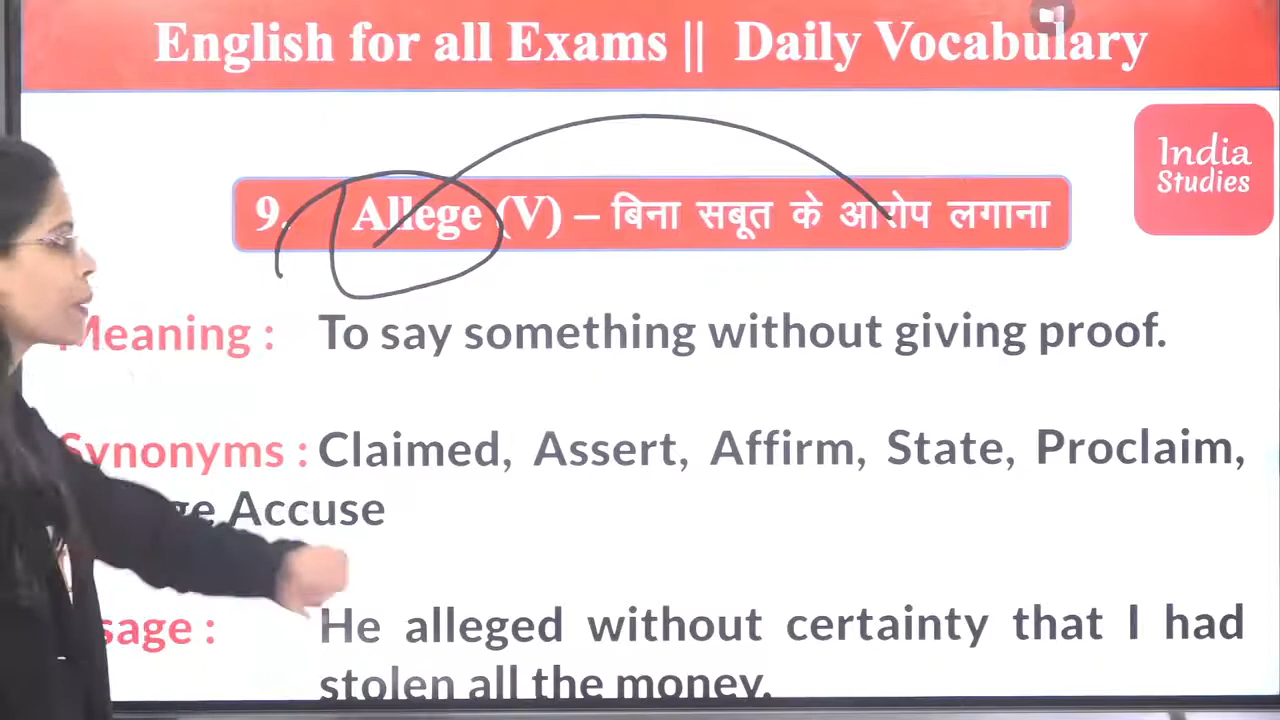 English for all Exams || Daily Vocabulary
India
Studies
9. Allege (V) – बिना सबूत के आरोप लगाना
Meaning : To say something without giving proof.
Synonyms : Claimed, Assert, Affirm, State, Proclaim,
Accuse
He alleged without certainty that I had
stolen all the money.